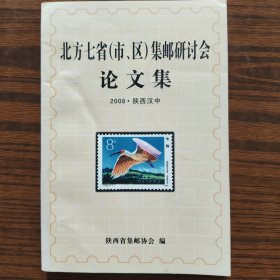 北方七省(市、区)集邮研讨会
论文集
2008·陕西汉中
8分
陕西省集邮协会 编